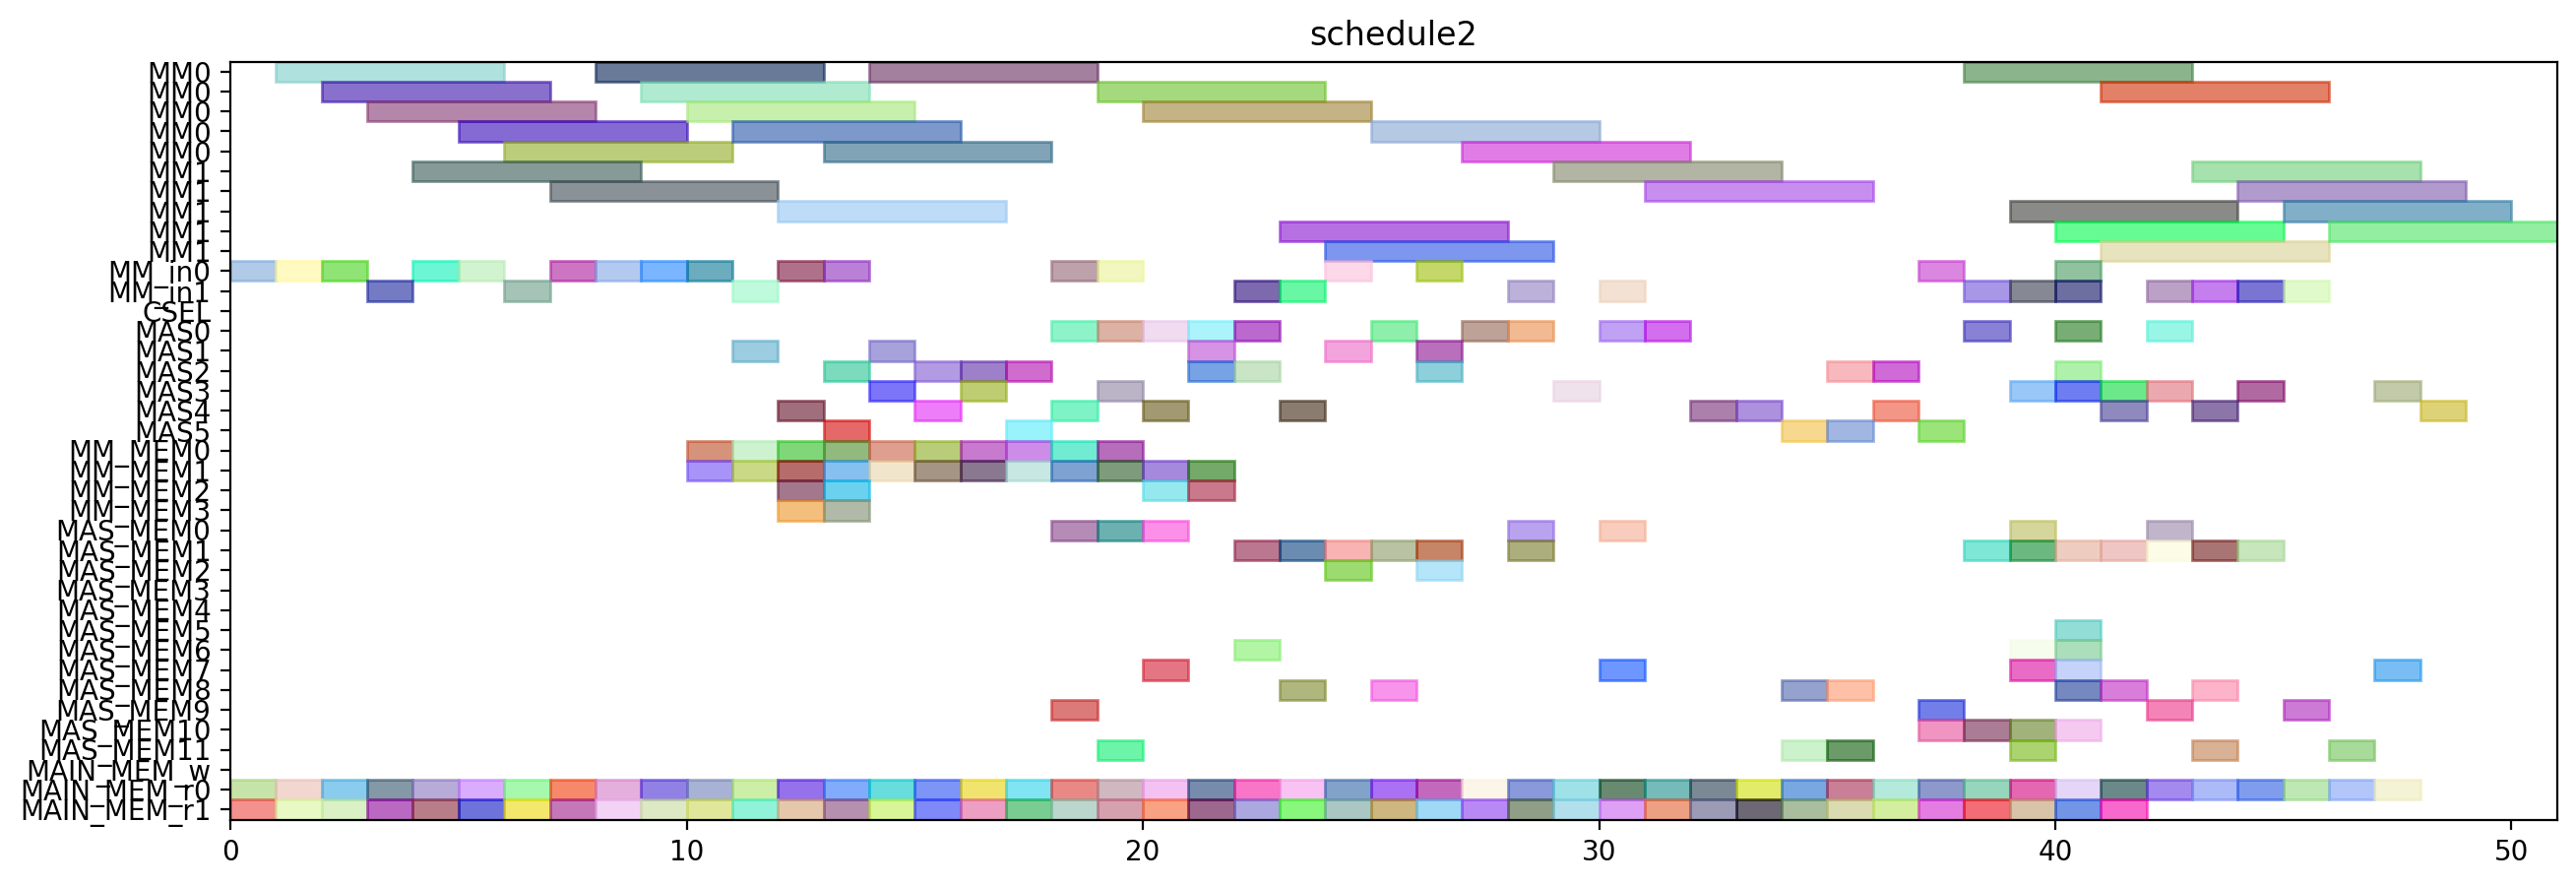 schedule2
MM0
MM0
MM0
MM0
MM0
MM1
MM1
MM1
MM1
MM1
MM_in0
MM_in1
CSEL
MAS0
MAS1
MAS2
MAS3
MAS4
MAS5
MM_MEM0
MM_MEM1
MM_MEM2
MM_MEM3
MAS_MEM0
MAS_MEM1
MAS_MEM2
MAS_MEM3
MAS_MEM4
MAS_MEM5
MAS_MEM6
MAS_MEM7
MAS_MEM8
MAS_MEM9
MAS_MEM10
MAS_MEM11
MAIN_MEM_w
MAIN_MEM_r0
MAIN_MEM_r1
0 10 20 30 40 50